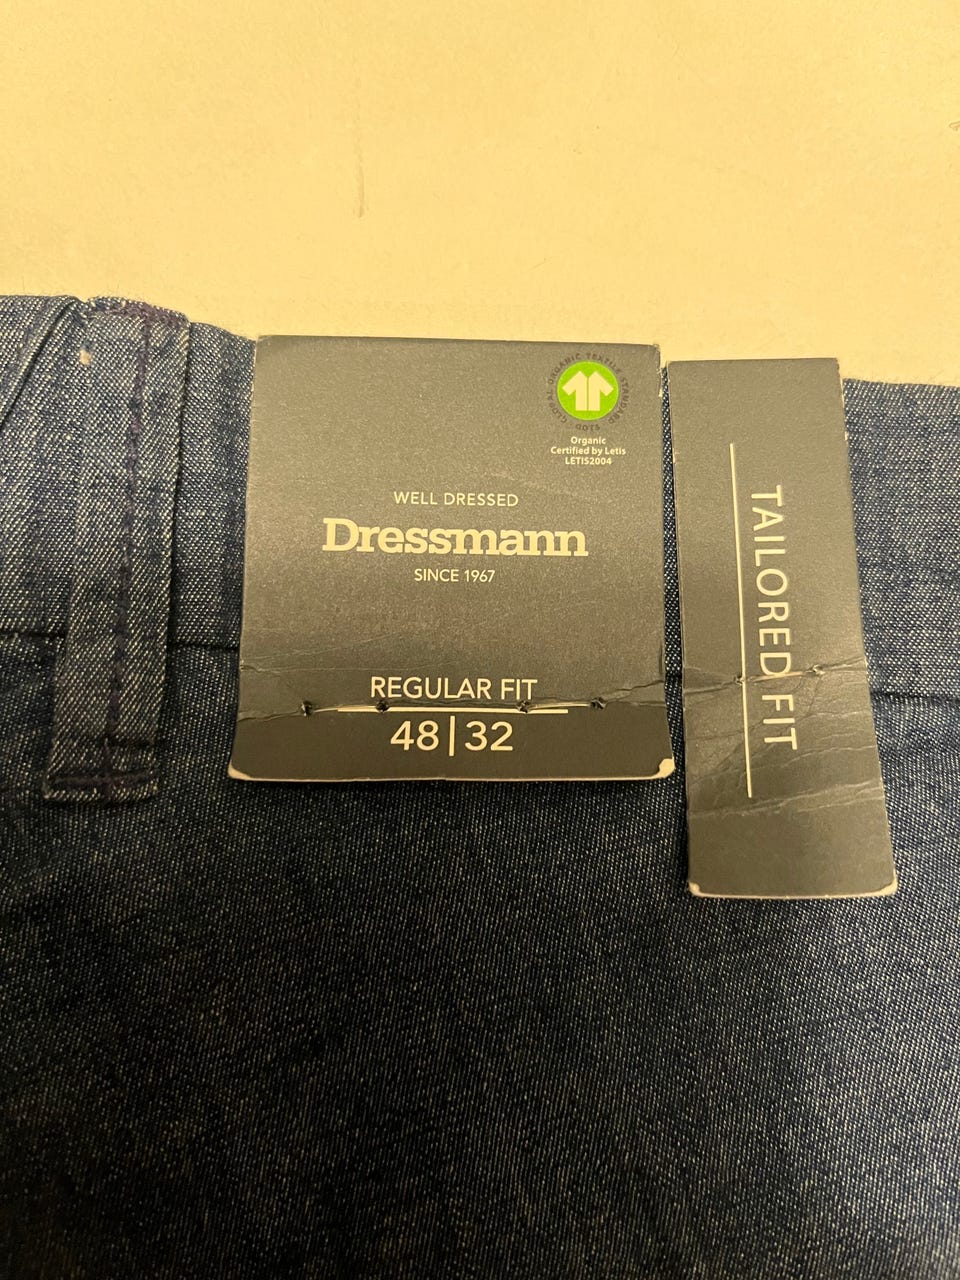 GLOBAL ORGANIC TEXTILE STANDARD · GOTS ·
Organic
Certified by Letis
LETIS2004
WELL DRESSED
Dressmann
SINCE 1967
REGULAR FIT
48|32
TAILORED FIT